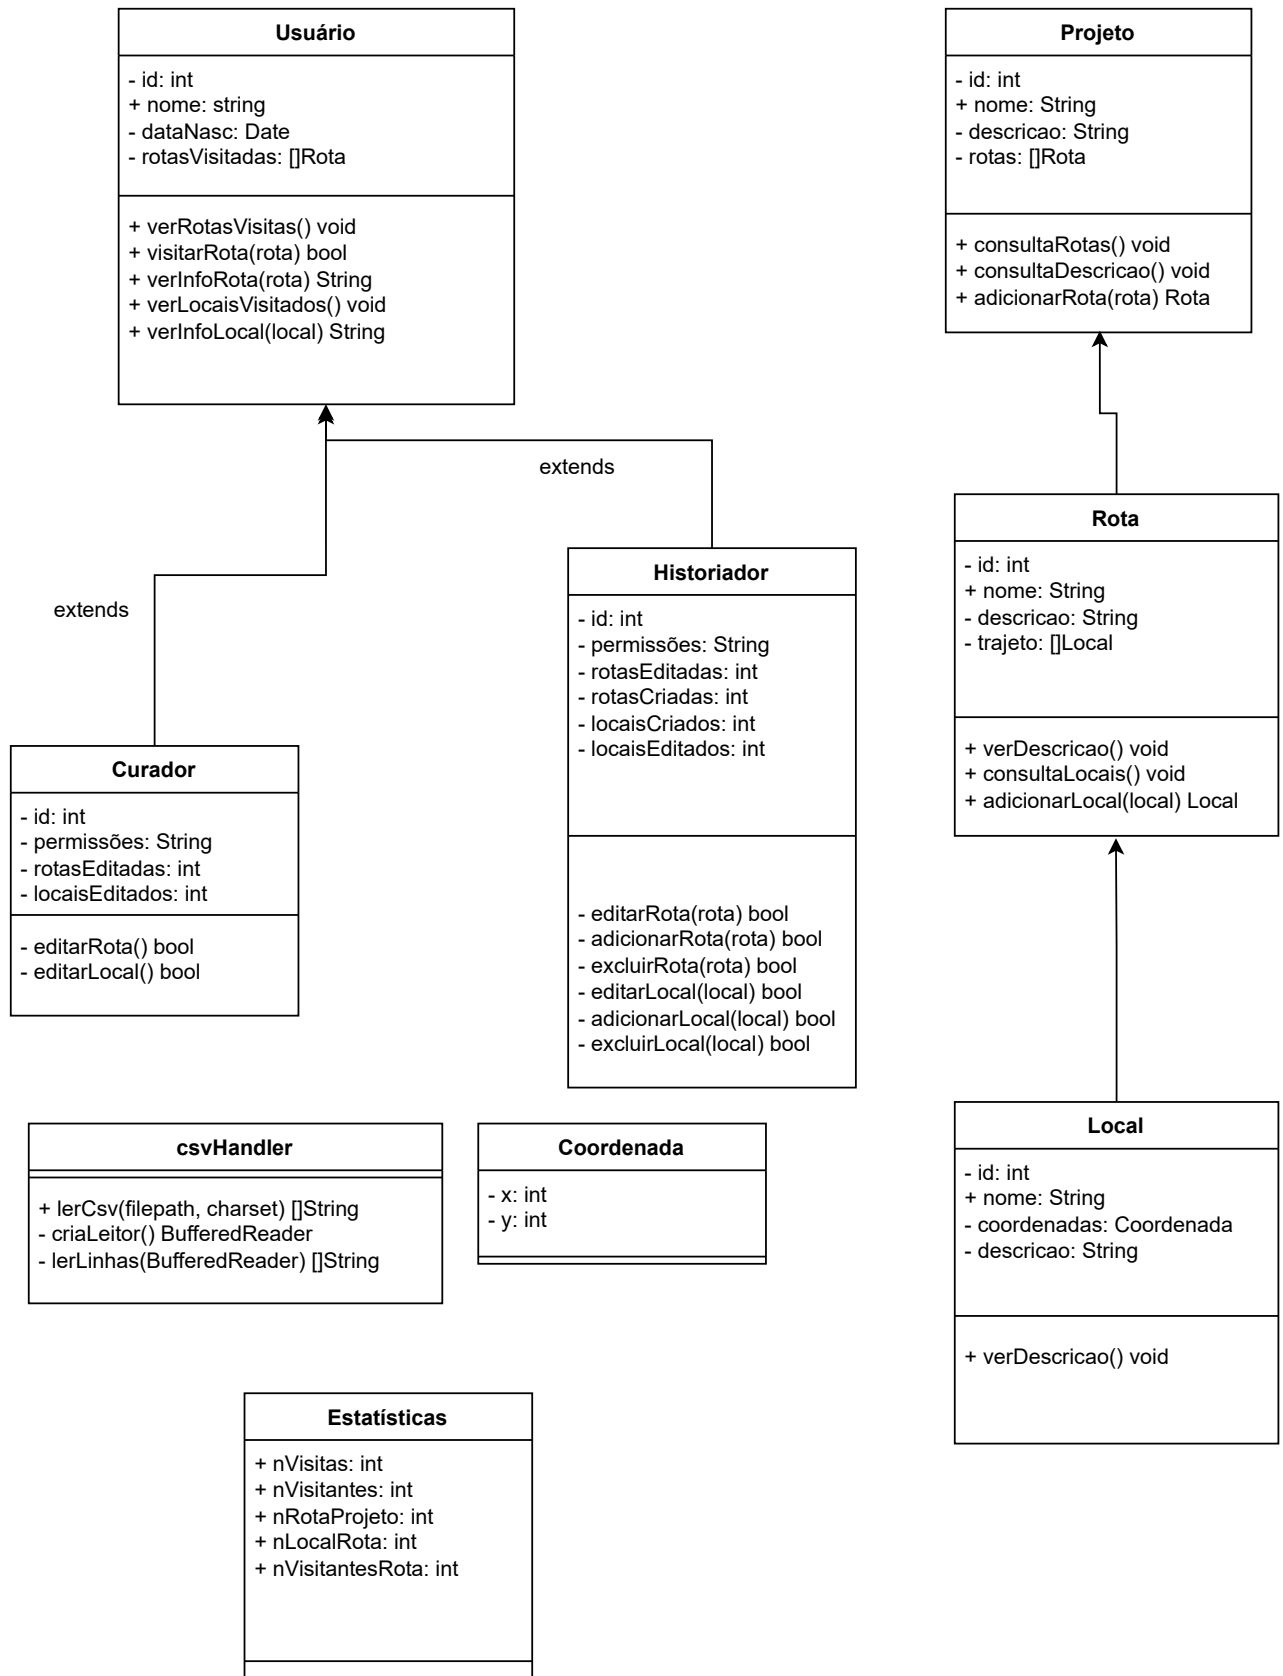 Usuário
- id: int
+ nome: string
- dataNasc: Date
- rotasVisitadas: []Rota
+ verRotasVisitas() void
+ visitarRota(rota) bool
+ verInfoRota(rota) String
+ verLocaisVisitados() void
+ verInfoLocal(local) String
Projeto
- id: int
+ nome: String
- descricao: String
- rotas: []Rota
+ consultaRotas() void
+ consultaDescricao() void
+ adicionarRota(rota) Rota
extends
extends
Historiador
- id: int
- permissões: String
- rotasEditadas: int
- rotasCriadas: int
- locaisCriados: int
- locaisEditados: int
- editarRota(rota) bool
- adicionarRota(rota) bool
- excluirRota(rota) bool
- editarLocal(local) bool
- adicionarLocal(local) bool
- excluirLocal(local) bool
Rota
- id: int
+ nome: String
- descricao: String
- trajeto: []Local
+ verDescricao() void
+ consultaLocais() void
+ adicionarLocal(local) Local
Curador
- id: int
- permissões: String
- rotasEditadas: int
- locaisEditados: int
- editarRota() bool
- editarLocal() bool
csvHandler
+ lerCsv(filepath, charset) []String
- criaLeitor() BufferedReader
- lerLinhas(BufferedReader) []String
Coordenada
- x: int
- y: int
Local
- id: int
+ nome: String
- coordenadas: Coordenada
- descricao: String
+ verDescricao() void
Estatísticas
+ nVisitas: int
+ nVisitantes: int
+ nRotaProjeto: int
+ nLocalRota: int
+ nVisitantesRota: int